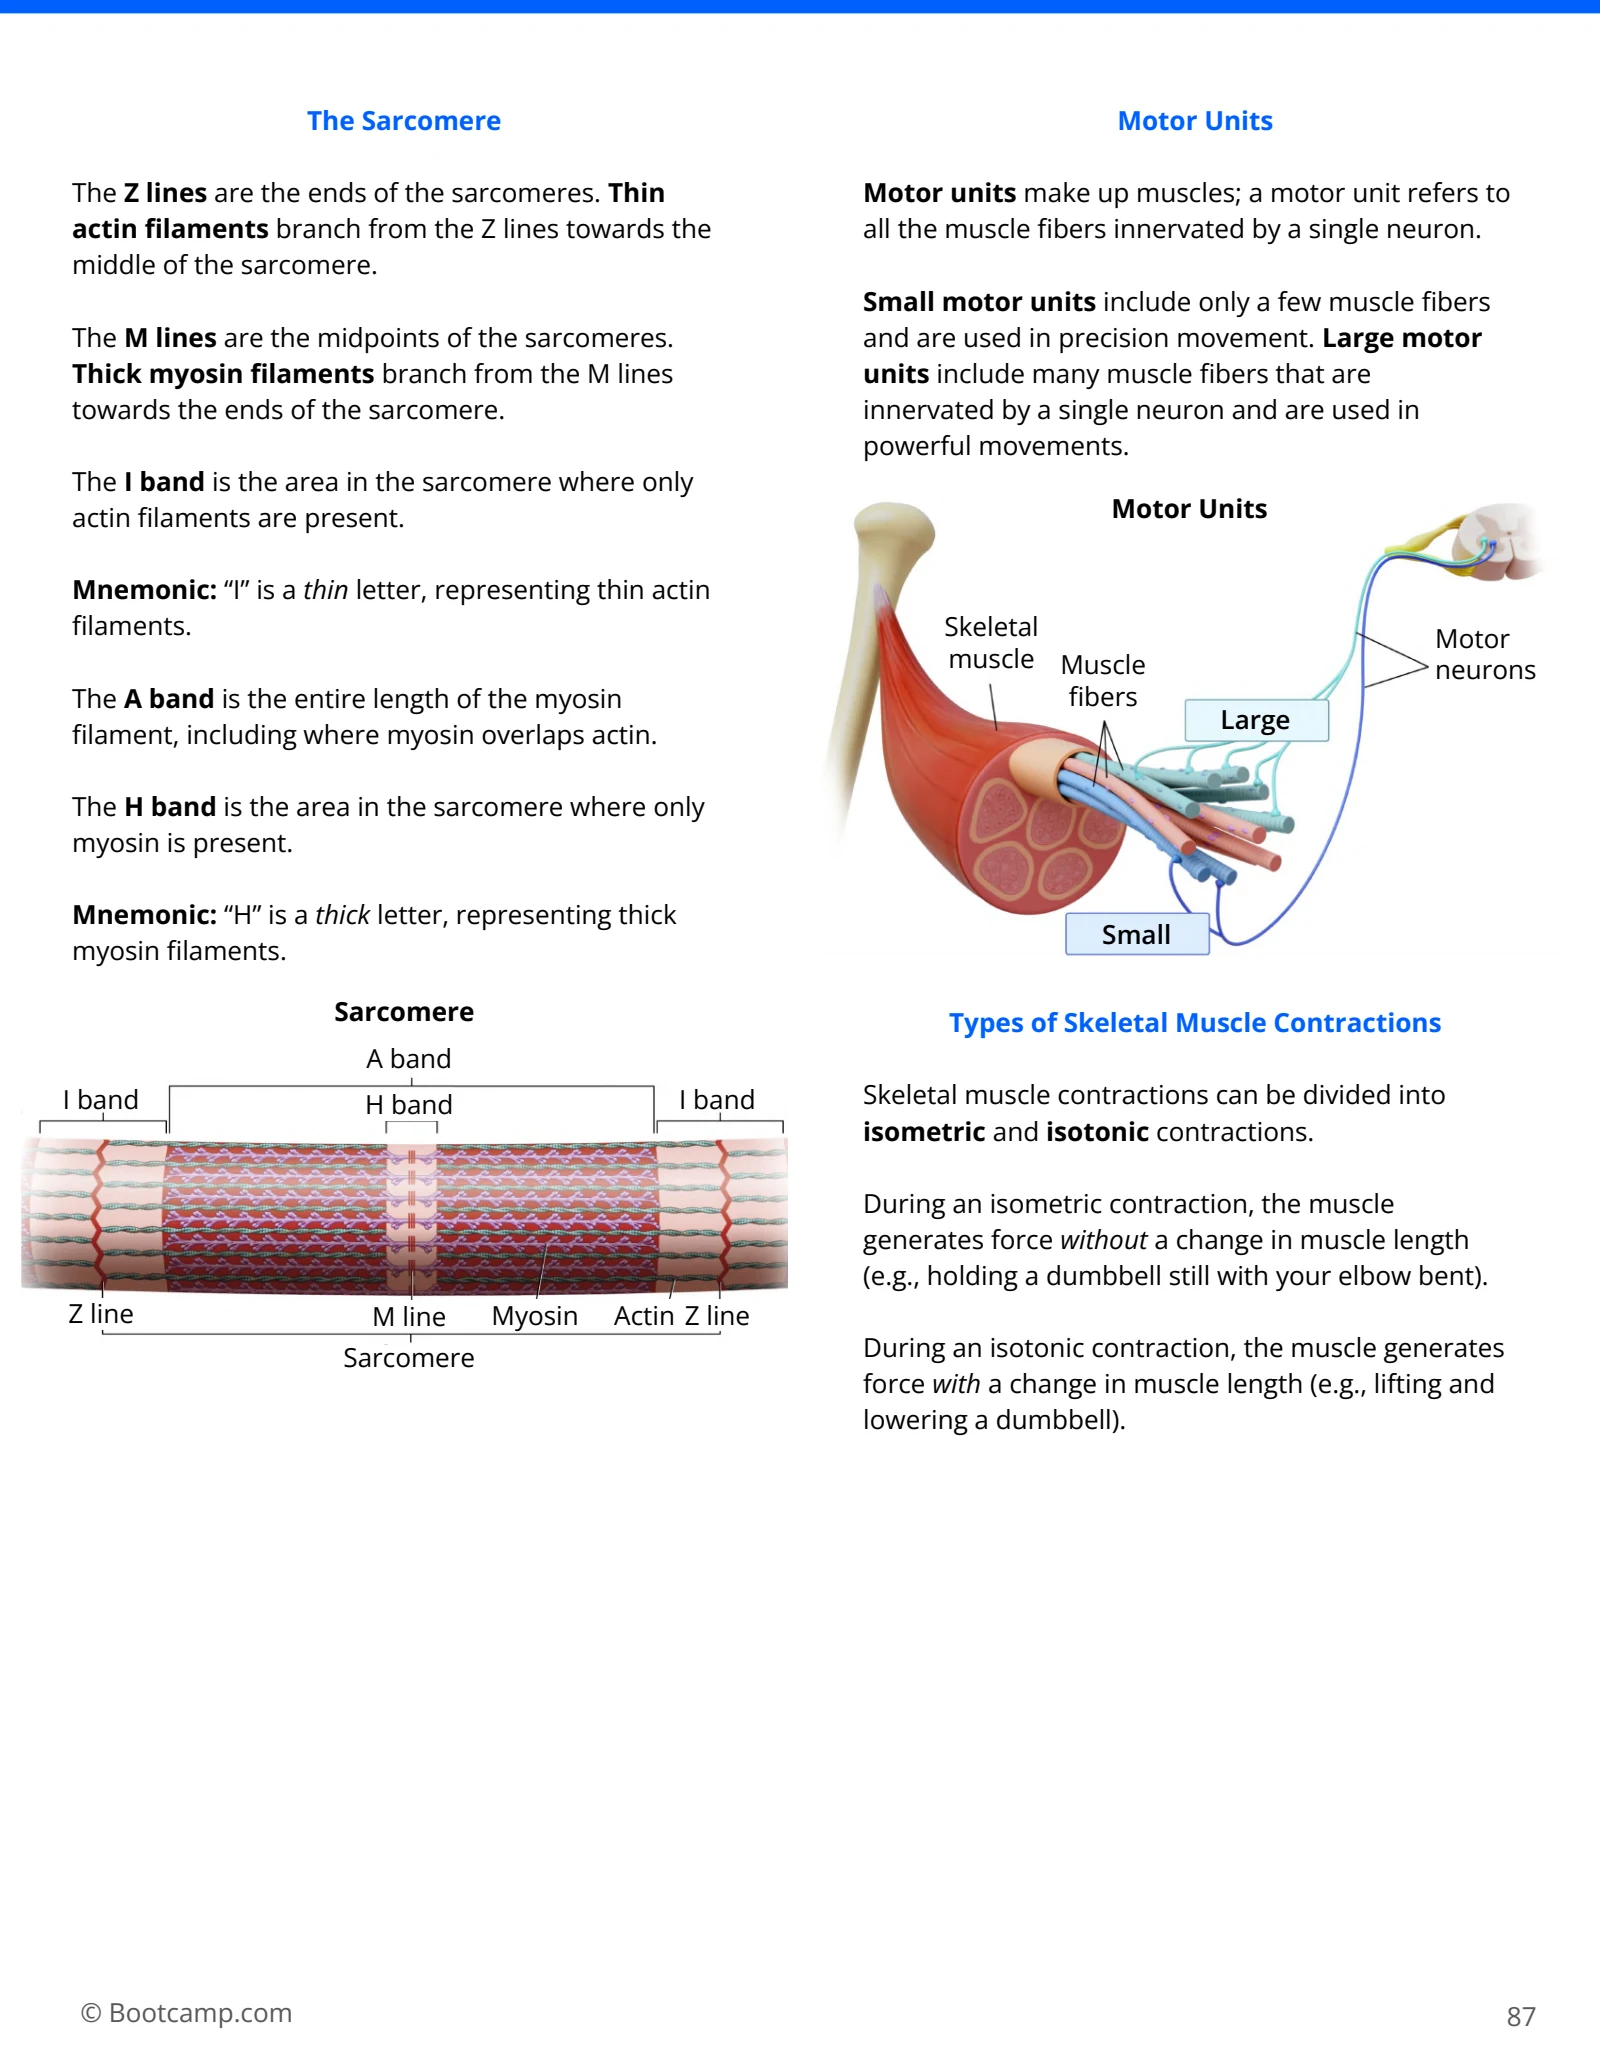 The Sarcomere
The Z lines are the ends of the sarcomeres. Thin
actin filaments branch from the Z lines towards the
middle of the sarcomere.
The M lines are the midpoints of the sarcomeres.
Thick myosin filaments branch from the M lines
towards the ends of the sarcomere.
The I band is the area in the sarcomere where only
actin filaments are present.
Mnemonic: “I” is a thin letter, representing thin actin
filaments.
The A band is the entire length of the myosin
filament, including where myosin overlaps actin.
The H band is the area in the sarcomere where only
myosin is present.
Mnemonic: “H” is a thick letter, representing thick
myosin filaments.
Sarcomere
A band
I band
H band
I band
Z line
M line
Myosin
Actin
Z line
Sarcomere
Motor Units
Motor units make up muscles; a motor unit refers to
all the muscle fibers innervated by a single neuron.
Small motor units include only a few muscle fibers
and are used in precision movement. Large motor
units include many muscle fibers that are
innervated by a single neuron and are used in
powerful movements.
Motor Units
Skeletal
muscle
Muscle
fibers
Motor
neurons
Large
Small
Types of Skeletal Muscle Contractions
Skeletal muscle contractions can be divided into
isometric and isotonic contractions.
During an isometric contraction, the muscle
generates force without a change in muscle length
(e.g., holding a dumbbell still with your elbow bent).
During an isotonic contraction, the muscle generates
force with a change in muscle length (e.g., lifting and
lowering a dumbbell).
© Bootcamp.com
87